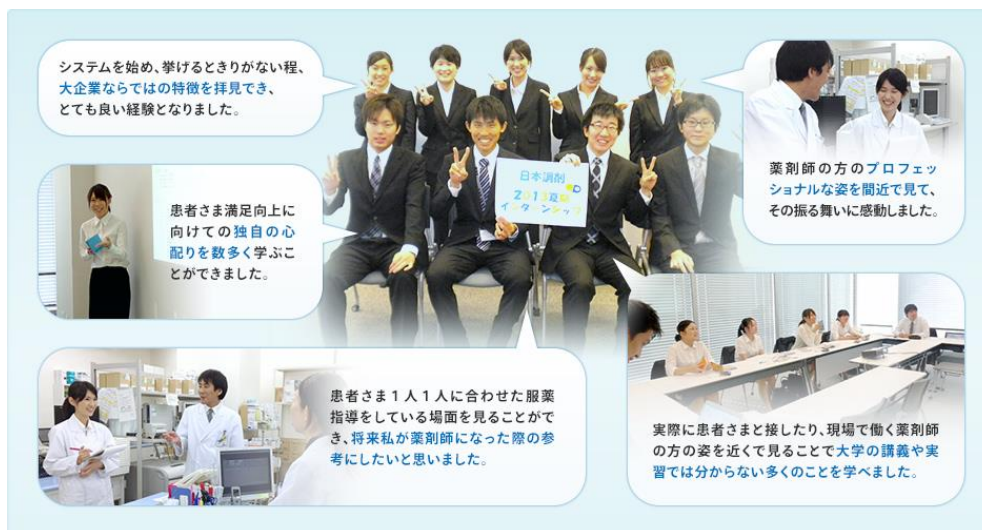 システムを始め、挙げるときりがない程、
大企業ならではの特徴を拝見でき、
とても良い経験となりました。
薬剤師の方のプロフェッ
ショナルな姿を間近で見て、
その振る舞いに感動しました。
日本調剤
2013夏期
インターンシップ
患者さま満足向上に
向けての独自の心
配りを数多く学ぶこ
とができました。
患者さま１人１人に合わせた服薬
指導をしている場面を見ることがで
き、将来私が薬剤師になった際の参
考にしたいと思いました。
実際に患者さまと接したり、現場で働く薬剤師
の方の姿を近くで見ることで大学の講義や実
習では分からない多くのことを学べました。